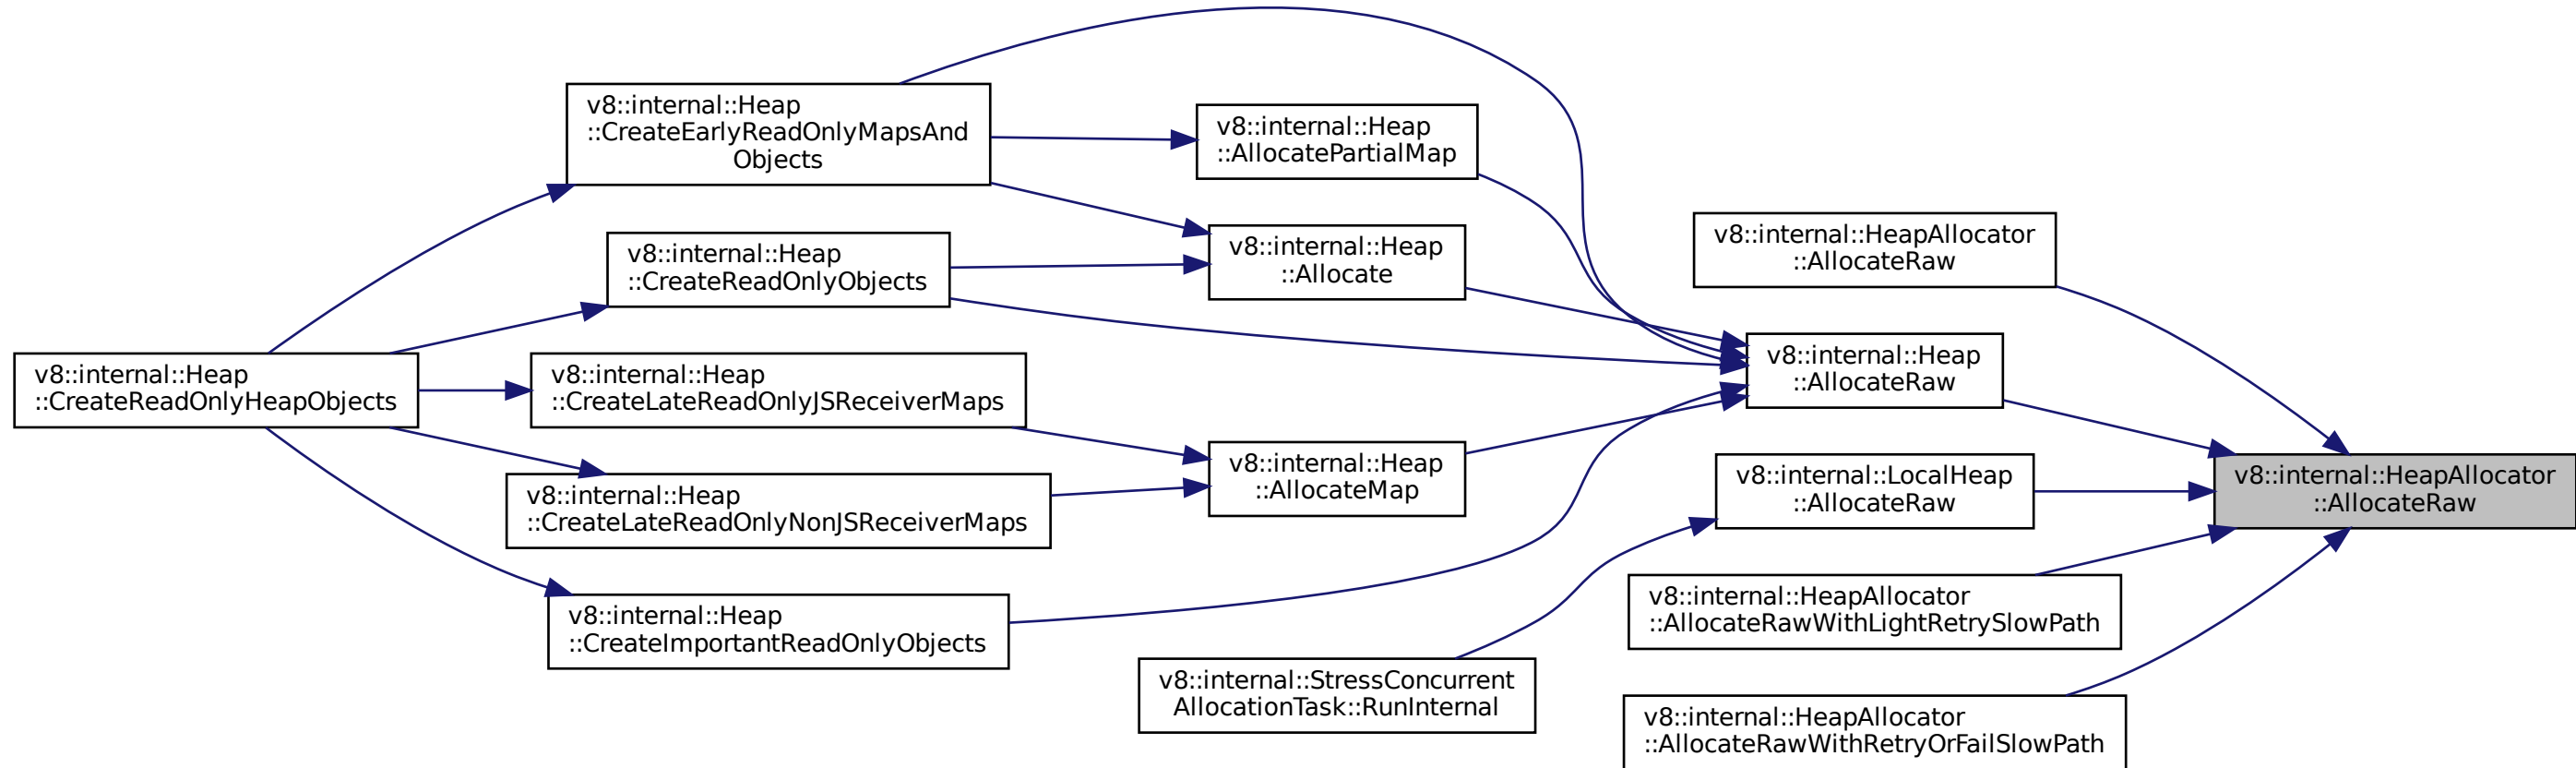 v8::internal::Heap
::CreateReadOnlyHeapObjects
v8::internal::Heap
::CreateEarlyReadOnlyMapsAnd
Objects
v8::internal::Heap
::CreateReadOnlyObjects
v8::internal::Heap
::CreateLateReadOnlyJSReceiverMaps
v8::internal::Heap
::CreateLateReadOnlyNonJSReceiverMaps
v8::internal::Heap
::CreateImportantReadOnlyObjects
v8::internal::Heap
::AllocatePartialMap
v8::internal::Heap
::Allocate
v8::internal::Heap
::AllocateMap
v8::internal::StressConcurrent
AllocationTask::RunInternal
v8::internal::HeapAllocator
::AllocateRaw
v8::internal::Heap
::AllocateRaw
v8::internal::LocalHeap
::AllocateRaw
v8::internal::HeapAllocator
::AllocateRawWithLightRetrySlowPath
v8::internal::HeapAllocator
::AllocateRawWithRetryOrFailSlowPath
v8::internal::HeapAllocator
::AllocateRaw